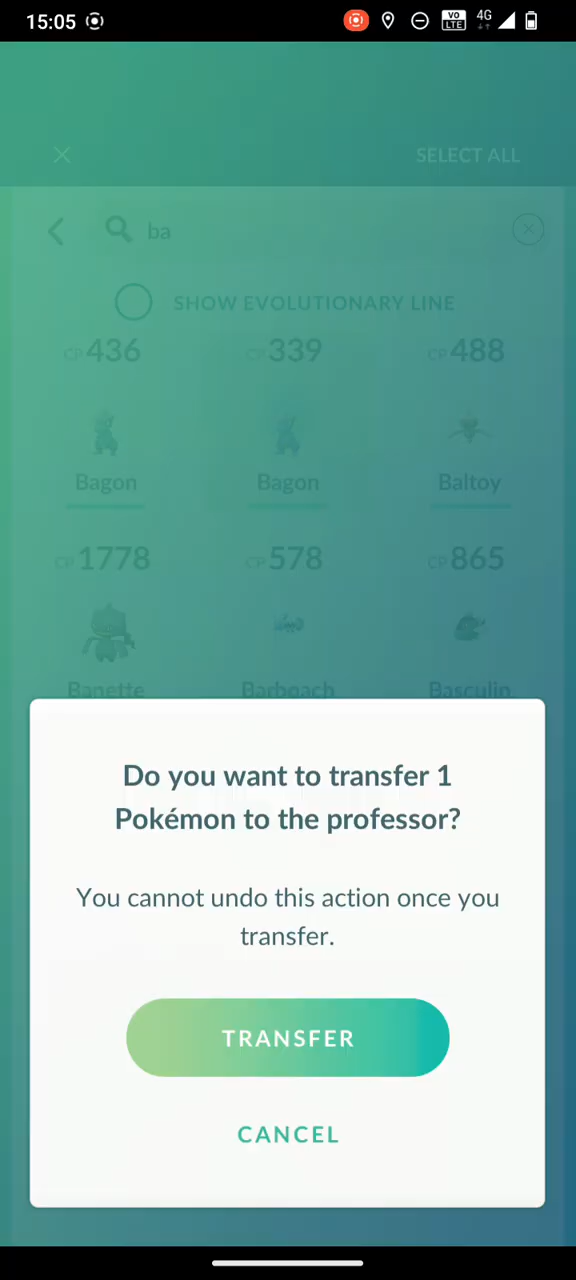 15:05
VO
LTE
4G
SELECT ALL
ba
SHOW EVOLUTIONARY LINE
CP436 CP339 CP488
Bagon Bagon Baltoy
CP1778 CP578 CP865
Banette Barboach Basculin
Do you want to transfer 1
Pokémon to the professor?
You cannot undo this action once you
transfer.
TRANSFER
CANCEL